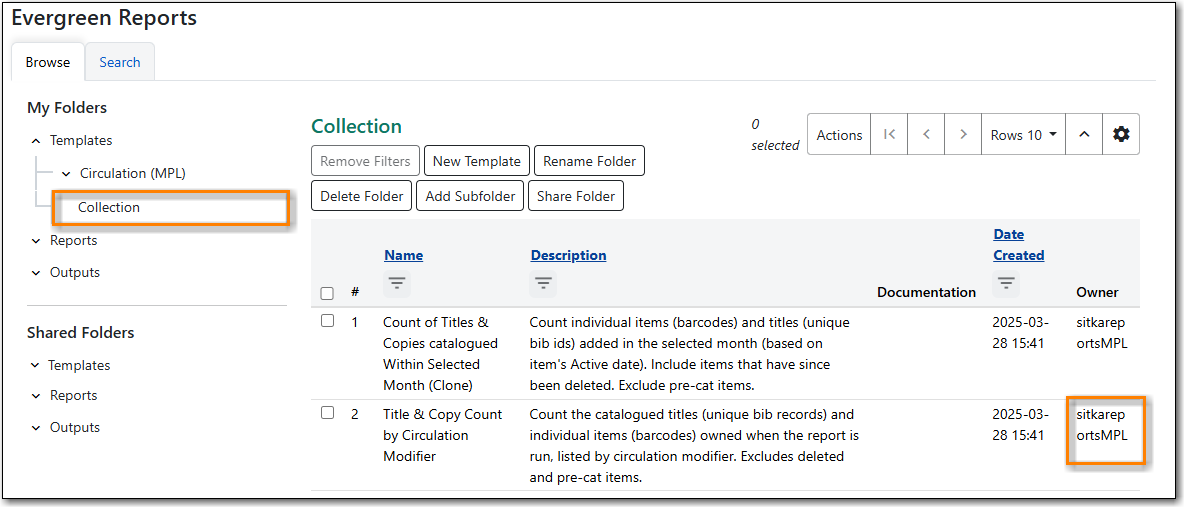 Evergreen Reports
Browse
Search
My Folders
Templates
Circulation (MPL)
Collection
Reports
Outputs
Shared Folders
Templates
Reports
Outputs
Collection
0
selected
Actions
Rows 10
Remove Filters
New Template
Rename Folder
Delete Folder
Add Subfolder
Share Folder
#
Name
Description
Documentation
Date
Created
Owner
1
Count of Titles &
Copies catalogued
Within Selected
Month (Clone)
Count individual items (barcodes) and titles (unique
bib ids) added in the selected month (based on
item's Active date). Include items that have since
been deleted. Exclude pre-cat items.
2025-03-
28 15:41
sitkarep
ortsMPL
2
Title & Copy Count
by Circulation
Modifier
Count the catalogued titles (unique bib records) and
individual items (barcodes) owned when the report is
run, listed by circulation modifier. Excludes deleted
and pre-cat items.
2025-03-
28 15:41
sitkarep
ortsMPL